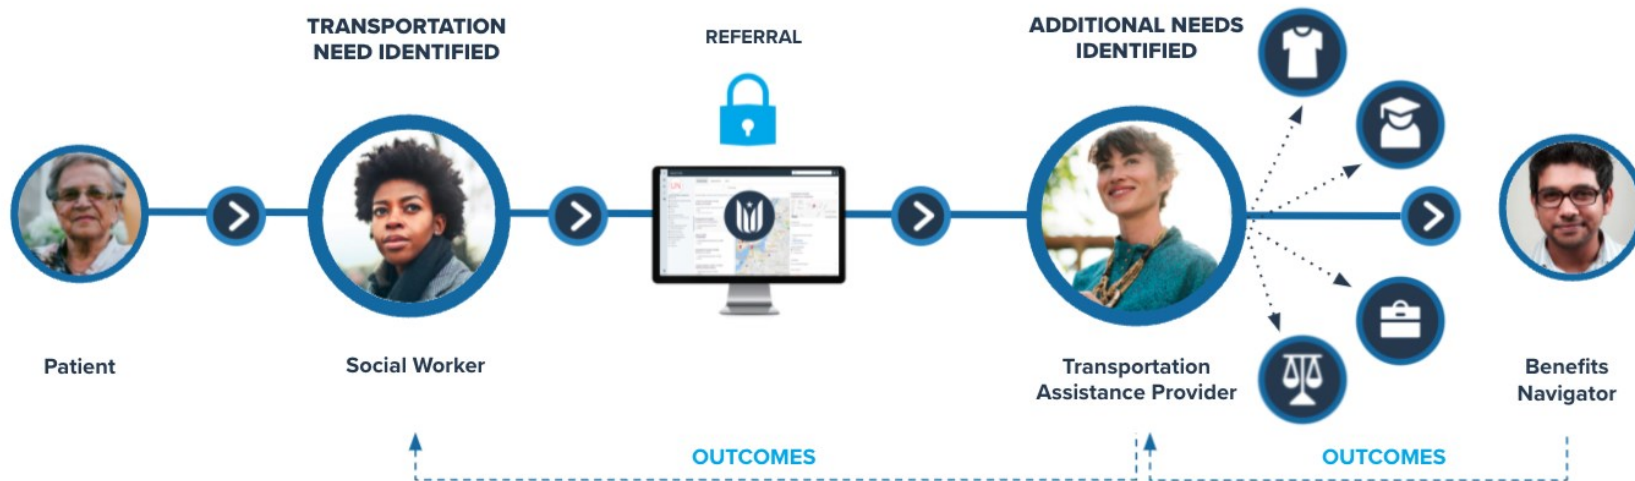 TRANSPORTATION
NEED IDENTIFIED
REFERRAL
ADDITIONAL NEEDS
IDENTIFIED
Patient
Social Worker
Transportation
Assistance Provider
Benefits
Navigator
OUTCOMES
OUTCOMES